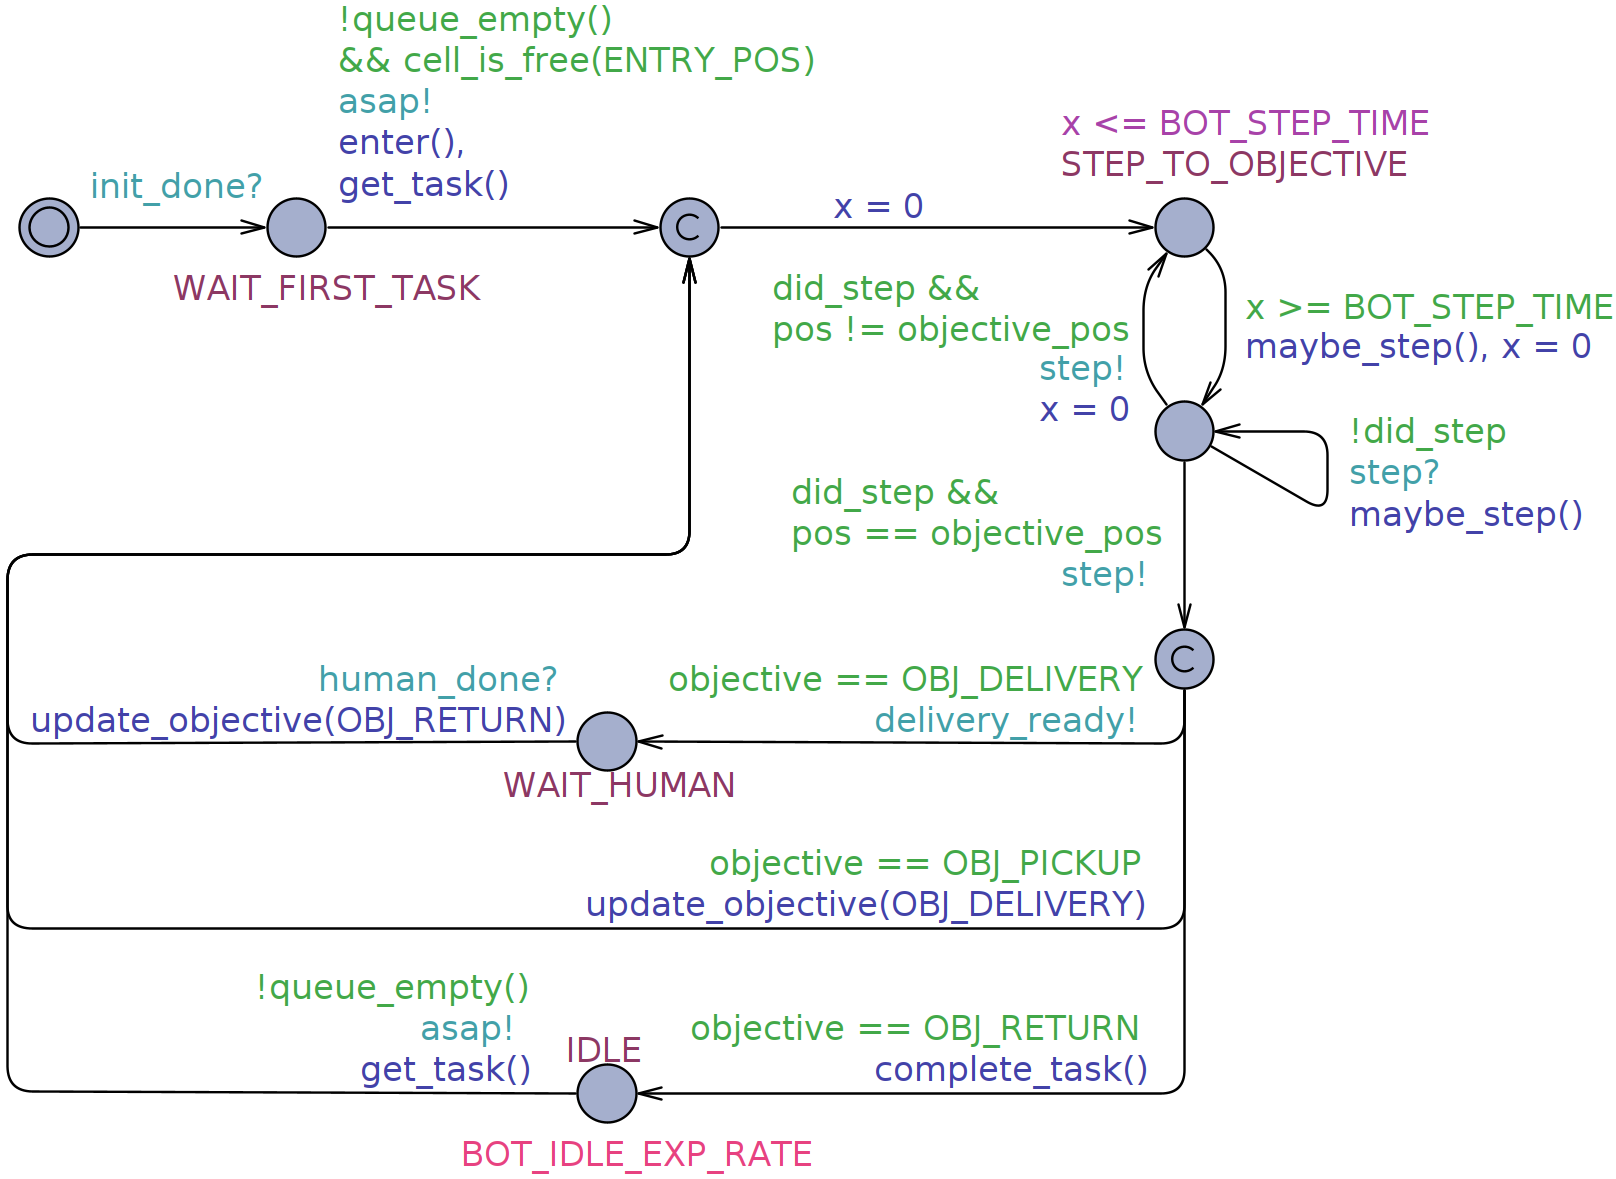 !queue_empty()
&& cell_is_free(ENTRY_POS)
asap!
enter(),
get_task()
init_done?
WAIT_FIRST_TASK
C
x = 0
x <= BOT_STEP_TIME
STEP_TO_OBJECTIVE
did_step &&
pos != objective_pos
step!
x = 0
x >= BOT_STEP_TIME
maybe_step(), x = 0
!did_step
step?
maybe_step()
did_step &&
pos == objective_pos
step!
C
human_done?
update_objective(OBJ_RETURN)
objective == OBJ_DELIVERY
delivery_ready!
WAIT_HUMAN
objective == OBJ_PICKUP
update_objective(OBJ_DELIVERY)
!queue_empty()
asap!
get_task()
IDLE
objective == OBJ_RETURN
complete_task()
BOT_IDLE_EXP_RATE